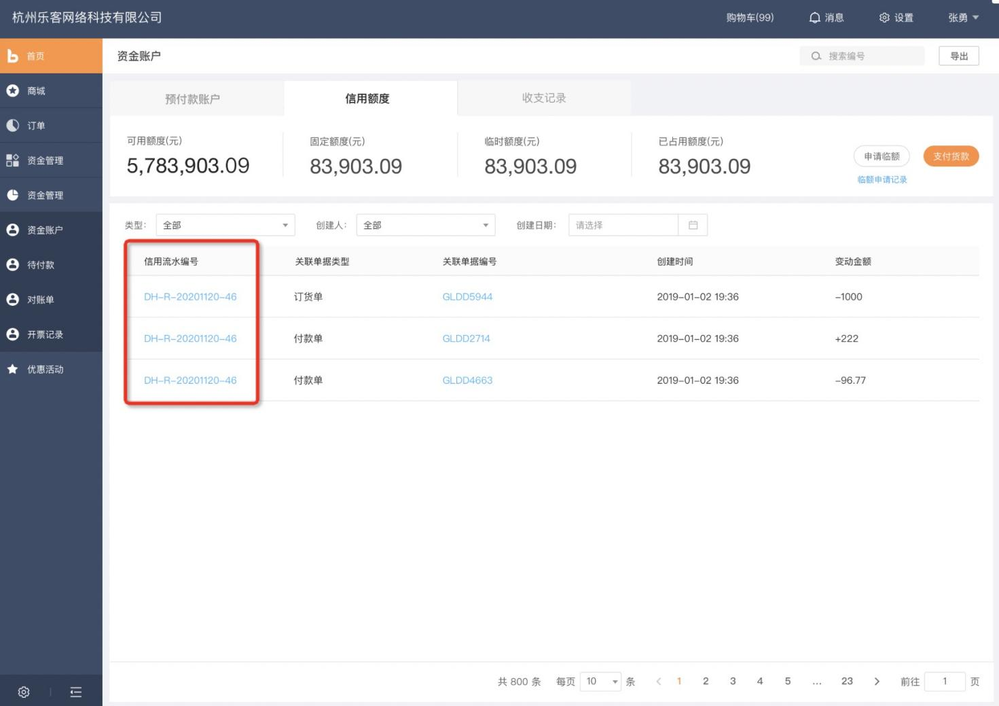 杭州乐客网络科技有限公司
购物车(99)
消息
设置
张勇
首页
商城
订单
资金管理
资金管理
资金账户
待付款
对账单
开票记录
优惠活动
资金账户
搜索编号
导出
预付款账户
信用额度
收支记录
可用额度(元)
5,783,903.09
固定额度(元)
83,903.09
临时额度(元)
83,903.09
已占用额度(元)
83,903.09
申请临额
支付货款
临额申请记录
类型: 全部
创建人: 全部
创建日期: 请选择
信用流水编号 关联单据类型 关联单据编号 创建时间 变动金额
DH-R-20201120-46 订货单 GLDD5944 2019-01-02 19:36 -1000
DH-R-20201120-46 付款单 GLDD2714 2019-01-02 19:36 +222
DH-R-20201120-46 付款单 GLDD4663 2019-01-02 19:36 -96.77
共 800 条 每页 10 条 < 1 2 3 4 5 ... 23 > 前往 1 页